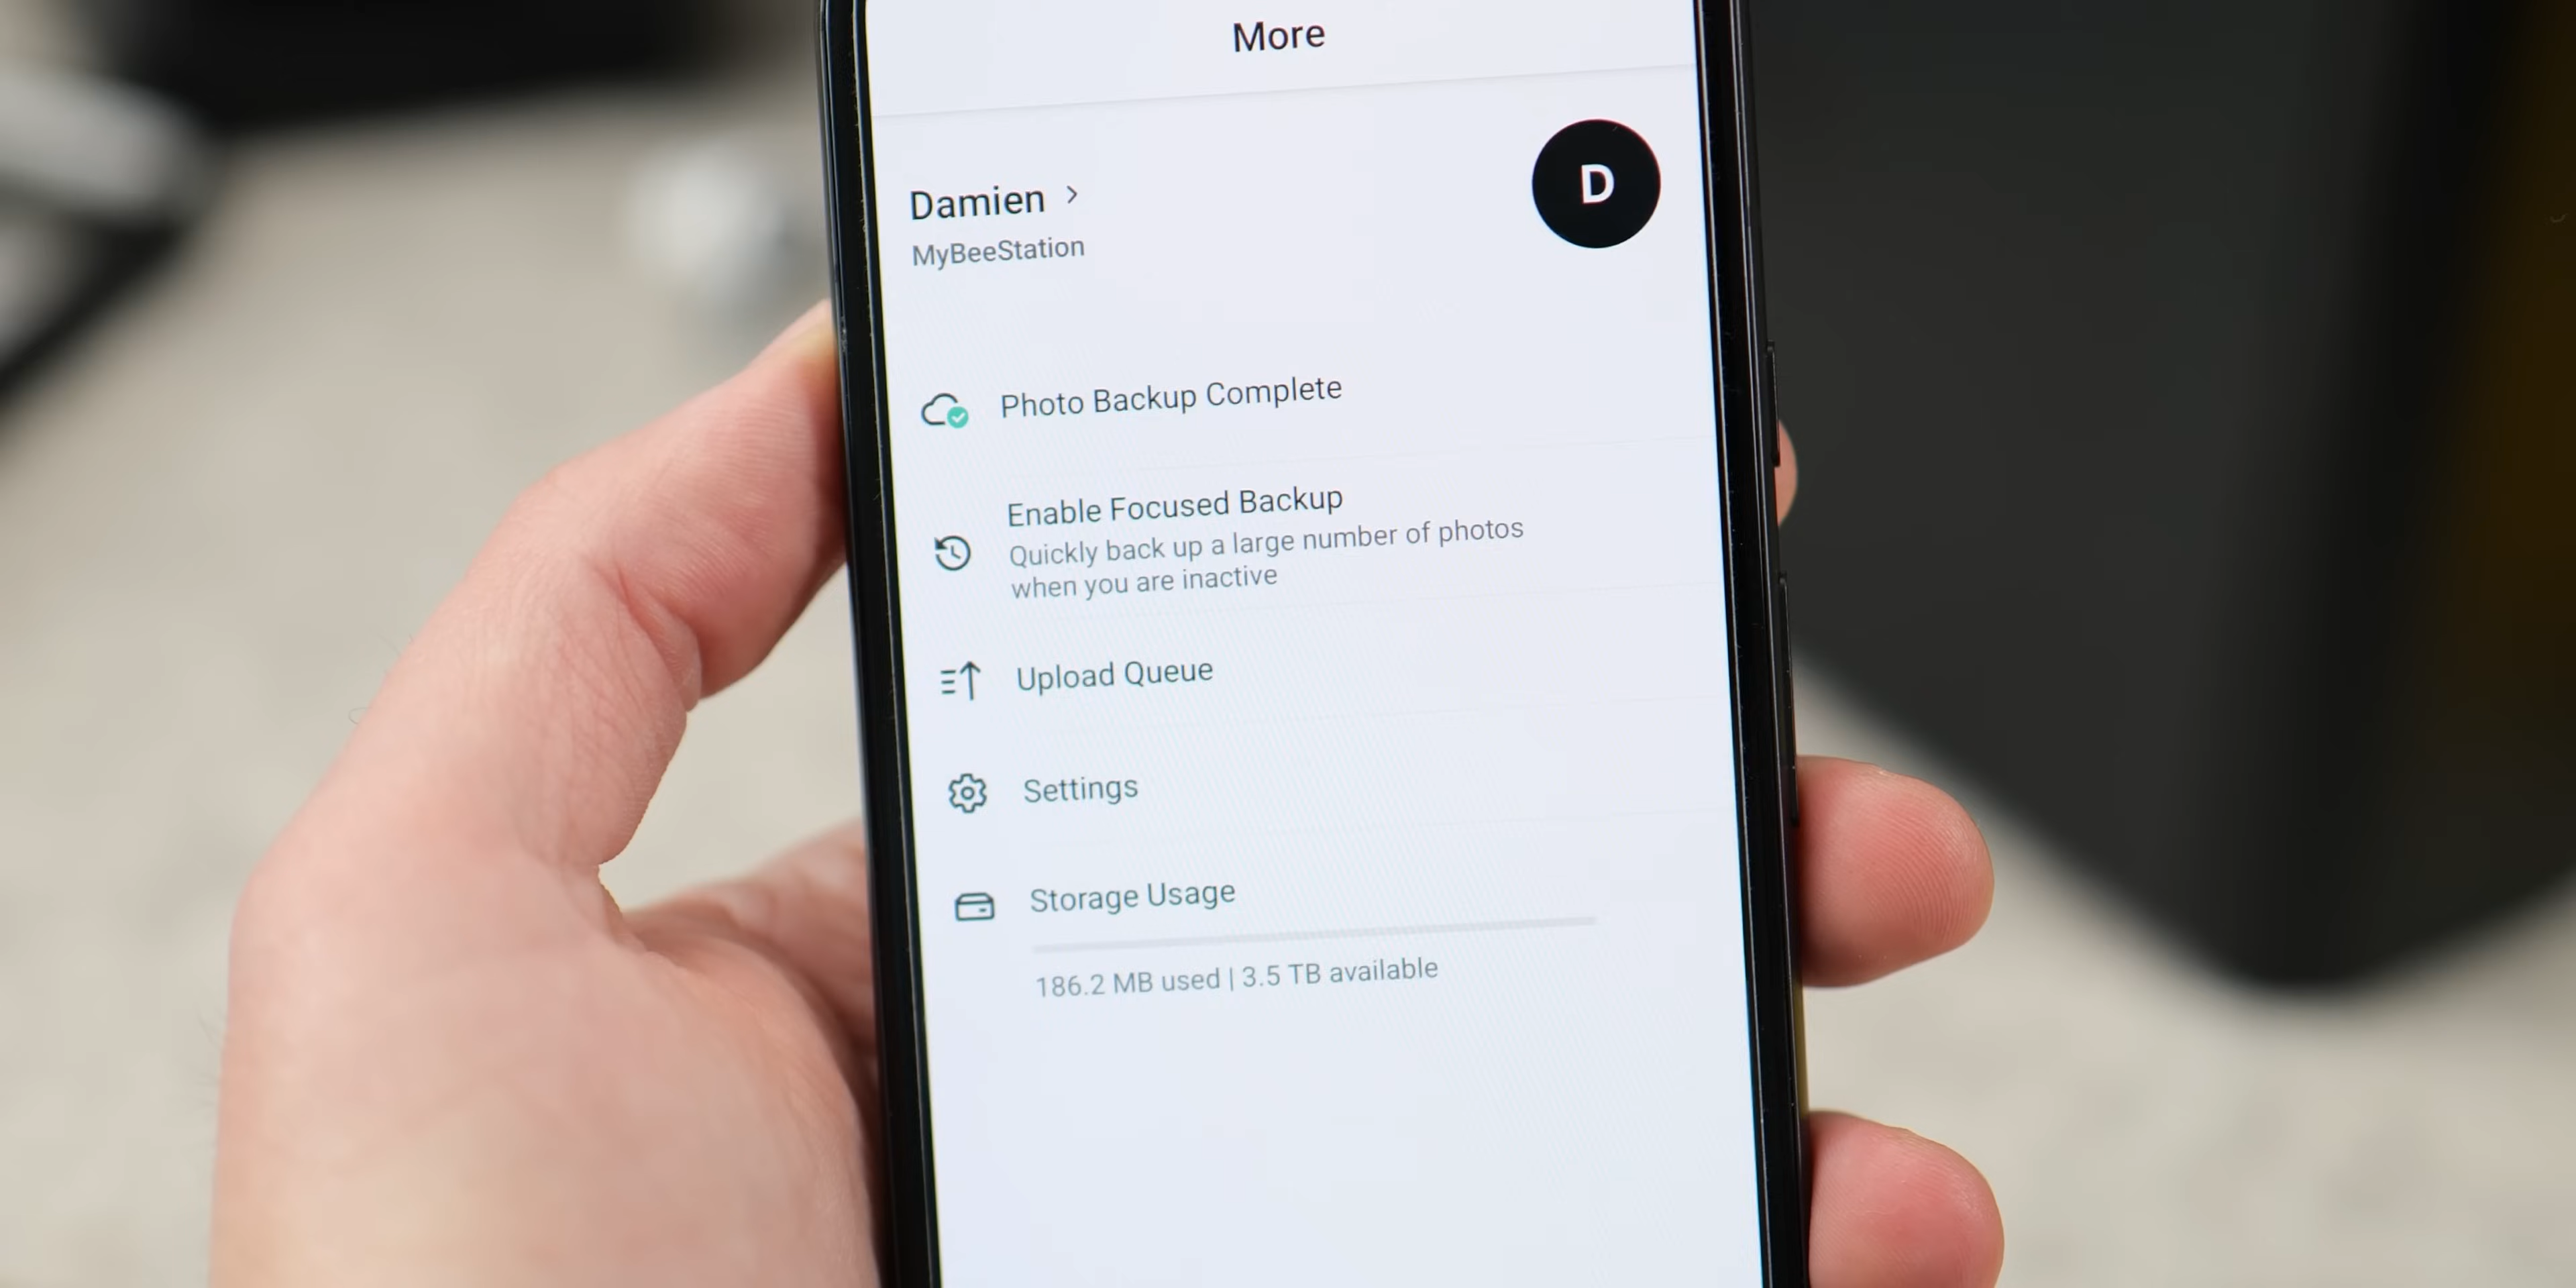 More
Damien
D
MyBeeStation
Photo Backup Complete
Enable Focused Backup
Quickly back up a large number of photos
when you are inactive
Upload Queue
Settings
Storage Usage
186.2 MB used | 3.5 TB available